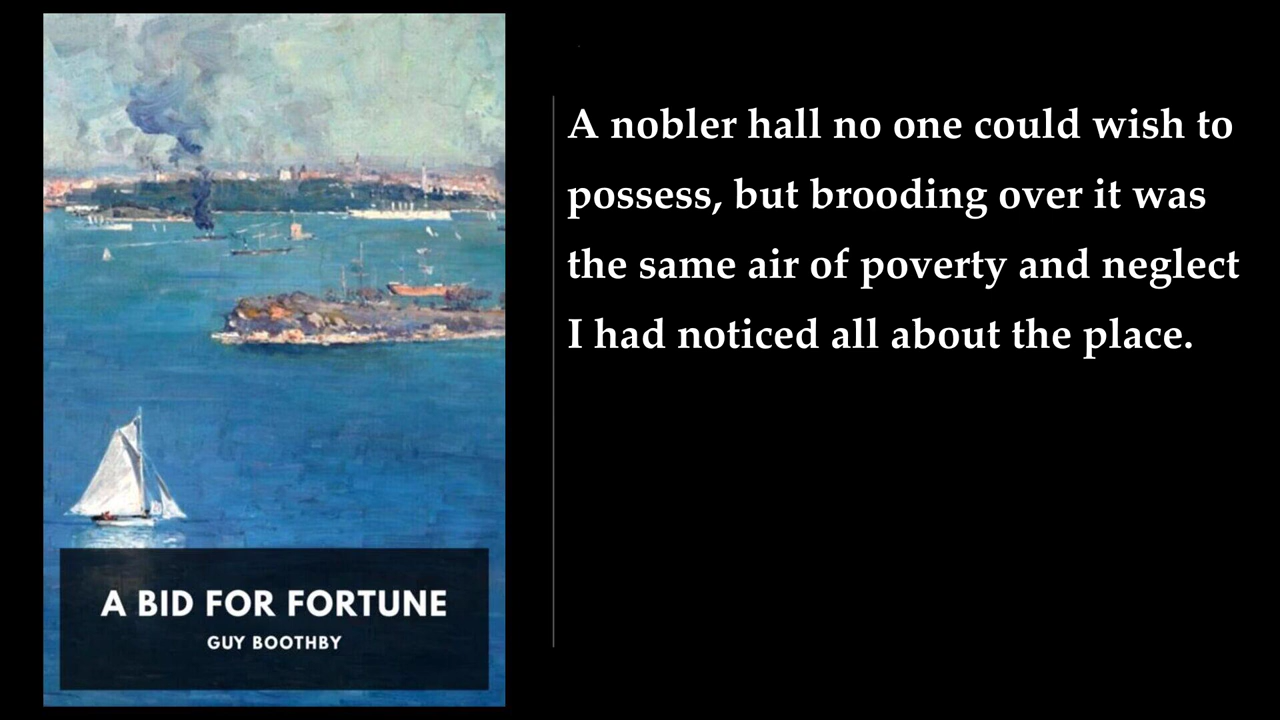 A nobler hall no one could wish to
possess, but brooding over it was
the same air of poverty and neglect
I had noticed all about the place.
A BID FOR FORTUNE
GUY BOOTHBY